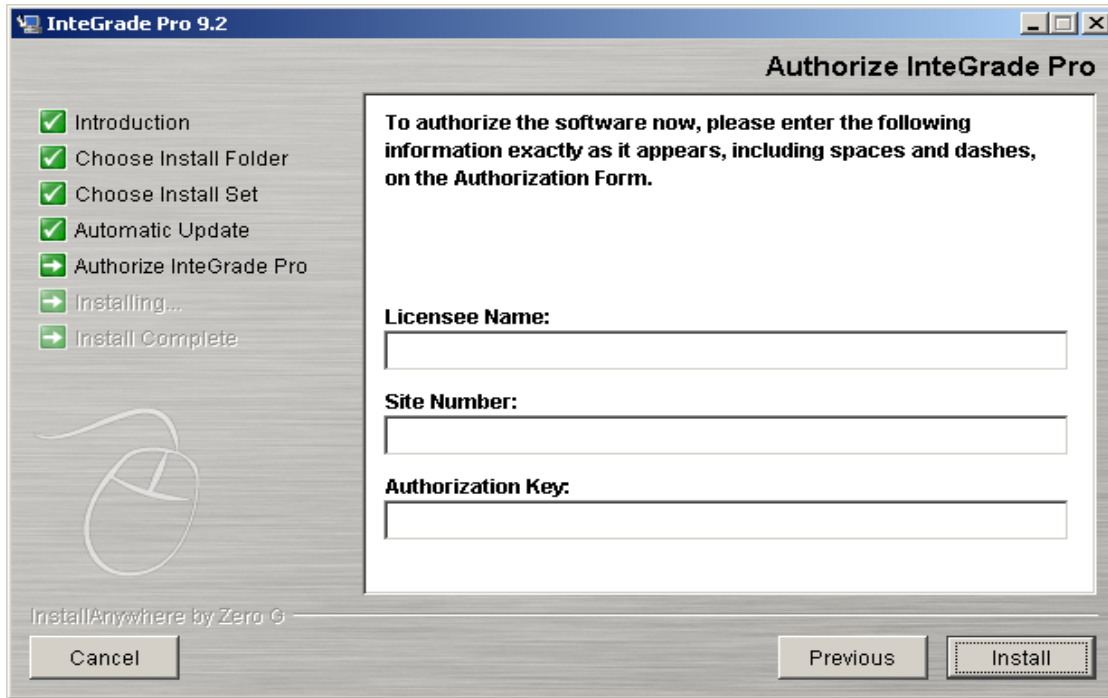 InteGrade Pro 9.2
Authorize InteGrade Pro
Introduction
Choose Install Folder
Choose Install Set
Automatic Update
Authorize InteGrade Pro
Installing...
Install Complete
To authorize the software now, please enter the following
information exactly as it appears, including spaces and dashes,
on the Authorization Form.
Licensee Name:
Site Number:
Authorization Key:
InstallAnywhere by Zero G
Cancel
Previous
Install